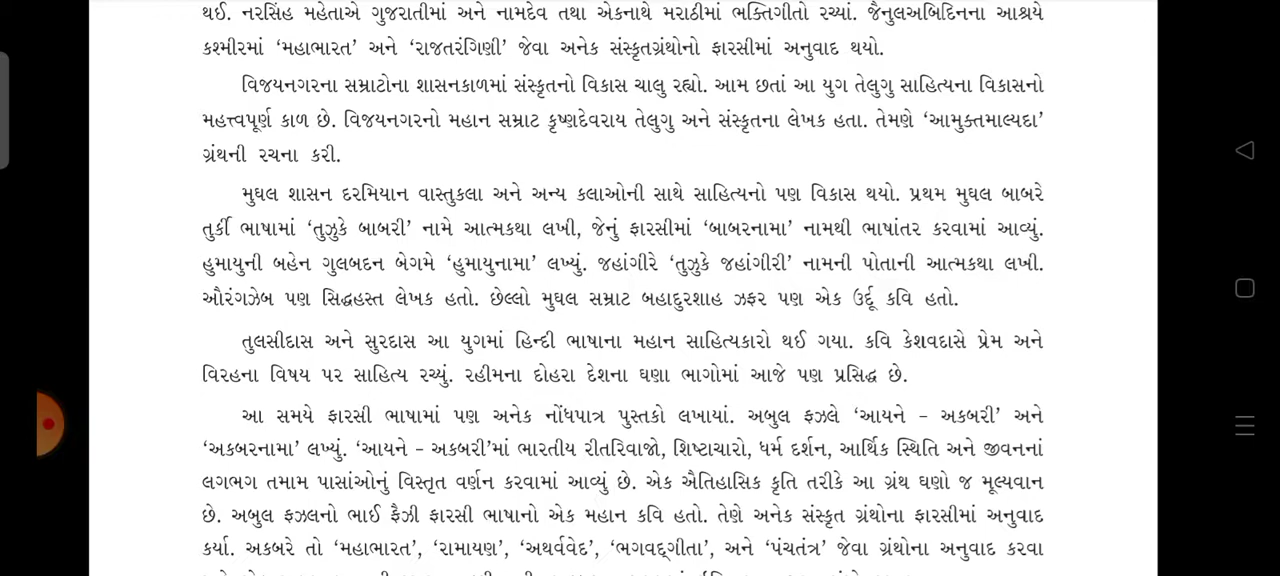 થઈ. નરસિંહ મહેતાએ ગુજરાતીમાં અને નામદેવ તથા એકનાથે મરાઠીમાં ભક્તિગીતો રચ્યાં. જૈનુલઅબિદિનના આશ્રયે
કશ્મીરમાં ‘મહાભારત’ અને ‘રાજતરંગિણી’ જેવા અનેક સંસ્કૃતગ્રંથોનો ફારસીમાં અનુવાદ થયો.
વિજયનગરના સમ્રાટોના શાસનકાળમાં સંસ્કૃતનો વિકાસ ચાલુ રહ્યો. આમ છતાં આ યુગ તેલુગુ સાહિત્યના વિકાસનો
મહત્ત્વપૂર્ણ કાળ છે. વિજયનગરનો મહાન સમ્રાટ કૃષ્ણદેવરાય તેલુગુ અને સંસ્કૃતના લેખક હતા. તેમણે ‘આમુક્તમાલ્યદા’
ગ્રંથની રચના કરી.
મુઘલ શાસન દરમિયાન વાસ્તુકલા અને અન્ય કલાઓની સાથે સાહિત્યનો પણ વિકાસ થયો. પ્રથમ મુઘલ બાબરે
તુર્કી ભાષામાં ‘તુઝુકે બાબરી’ નામે આત્મકથા લખી, જેનું ફારસીમાં ‘બાબરનામા’ નામથી ભાષાંતર કરવામાં આવ્યું.
હુમાયુની બહેન ગુલબદન બેગમે ‘હુમાયુનામા’ લખ્યું. જહાંગીરે ‘તુઝુકે જહાંગીરી’ નામની પોતાની આત્મકથા લખી.
ઔરંગઝેબ પણ સિદ્ધહસ્ત લેખક હતો. છેલ્લો મુઘલ સમ્રાટ બહાદુરશાહ ઝફર પણ એક ઉર્દૂ કવિ હતો.
તુલસીદાસ અને સુરદાસ આ યુગમાં હિન્દી ભાષાના મહાન સાહિત્યકારો થઈ ગયા. કવિ કેશવદાસે પ્રેમ અને
વિરહના વિષય પર સાહિત્ય રચ્યું. રહીમના દોહરા દેશના ઘણા ભાગોમાં આજે પણ પ્રસિદ્ધ છે.
આ સમયે ફારસી ભાષામાં પણ અનેક નોંધપાત્ર પુસ્તકો લખાયાં. અબુલ ફઝલે ‘આયને - અકબરી’ અને
‘અકબરનામા’ લખ્યું. ‘આયને - અકબરી’માં ભારતીય રીતરિવાજો, શિષ્ટાચારો, ધર્મ દર્શન, આર્થિક સ્થિતિ અને જીવનનાં
લગભગ તમામ પાસાંઓનું વિસ્તૃત વર્ણન કરવામાં આવ્યું છે. એક ઐતિહાસિક કૃતિ તરીકે આ ગ્રંથ ઘણો જ મૂલ્યવાન
છે. અબુલ ફઝલનો ભાઈ ફૈઝી ફારસી ભાષાનો એક મહાન કવિ હતો. તેણે અનેક સંસ્કૃત ગ્રંથોના ફારસીમાં અનુવાદ
કર્યા. અકબરે તો ‘મહાભારત’, ‘રામાયણ’, ‘અથર્વવેદ’, ‘ભગવદ્ગીતા’, અને ‘પંચતંત્ર’ જેવા ગ્રંથોના અનુવાદ કરવા